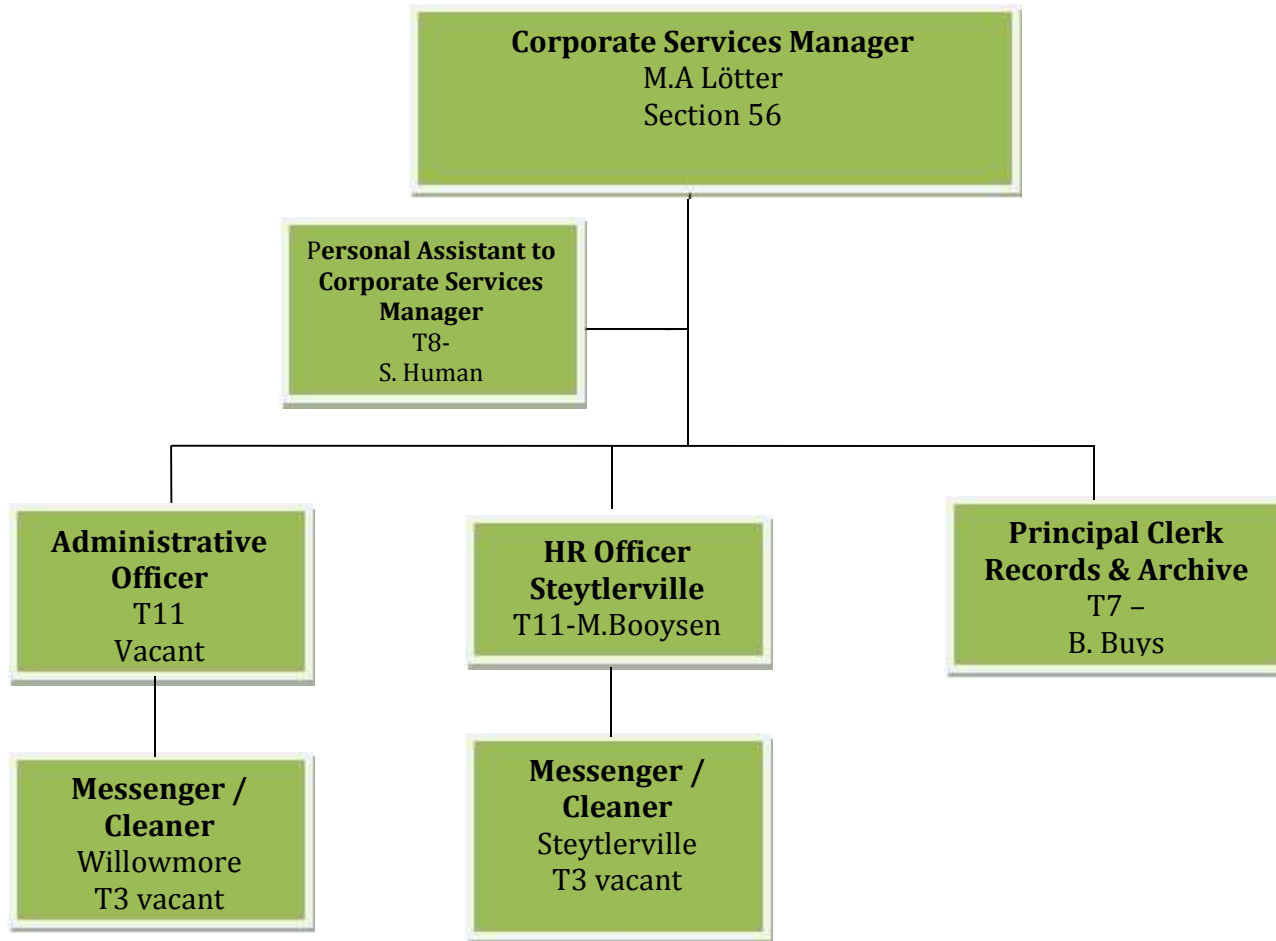 Corporate Services Manager
M.A Lötter
Section 56
Personal Assistant to
Corporate Services
Manager
T8-
S. Human
Administrative
Officer
T11
Vacant
HR Officer
Steytlerville
T11-M.Booysen
Principal Clerk
Records & Archive
T7 –
B. Buys
Messenger /
Cleaner
Willowmore
T3 vacant
Messenger /
Cleaner
Steytlerville
T3 vacant